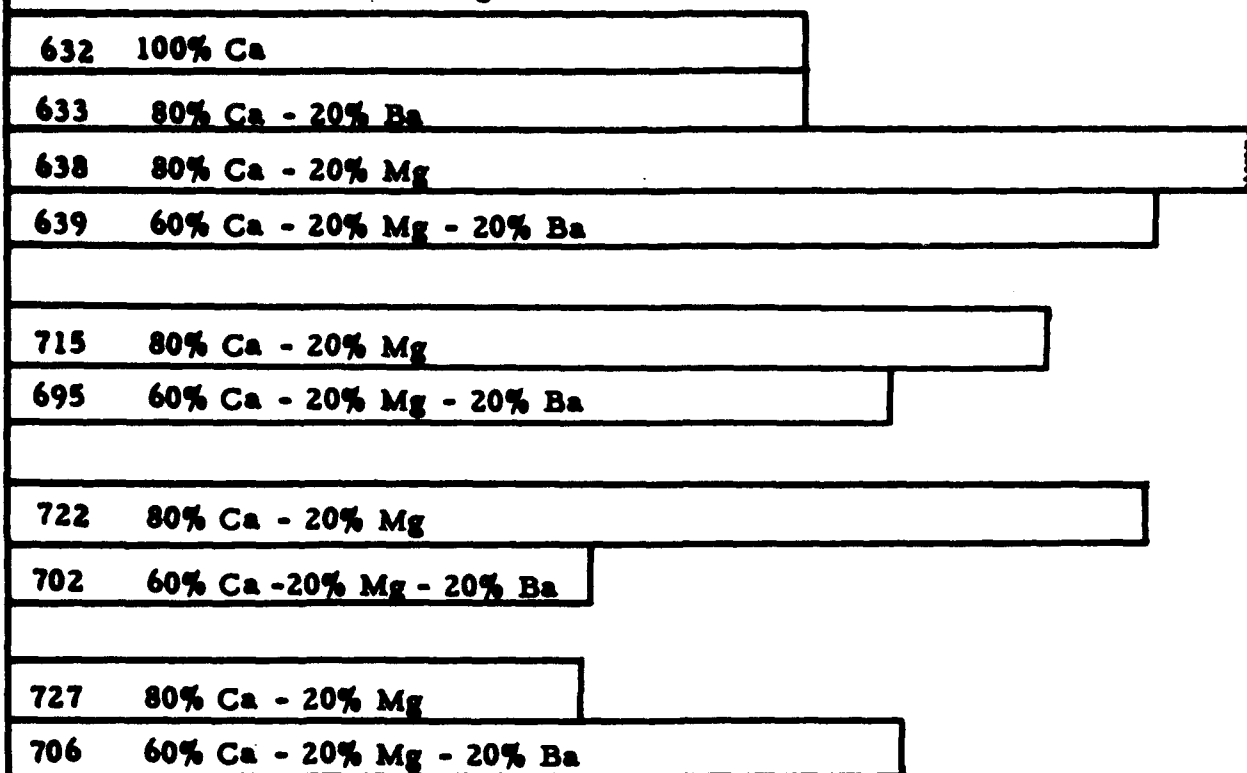 632 100% Ca
633 80% Ca - 20% Ba
638 80% Ca - 20% Mg
639 60% Ca - 20% Mg - 20% Ba
715 80% Ca - 20% Mg
695 60% Ca - 20% Mg - 20% Ba
722 80% Ca - 20% Mg
702 60% Ca -20% Mg - 20% Ba
727 80% Ca - 20% Mg
706 60% Ca - 20% Mg - 20% Ba